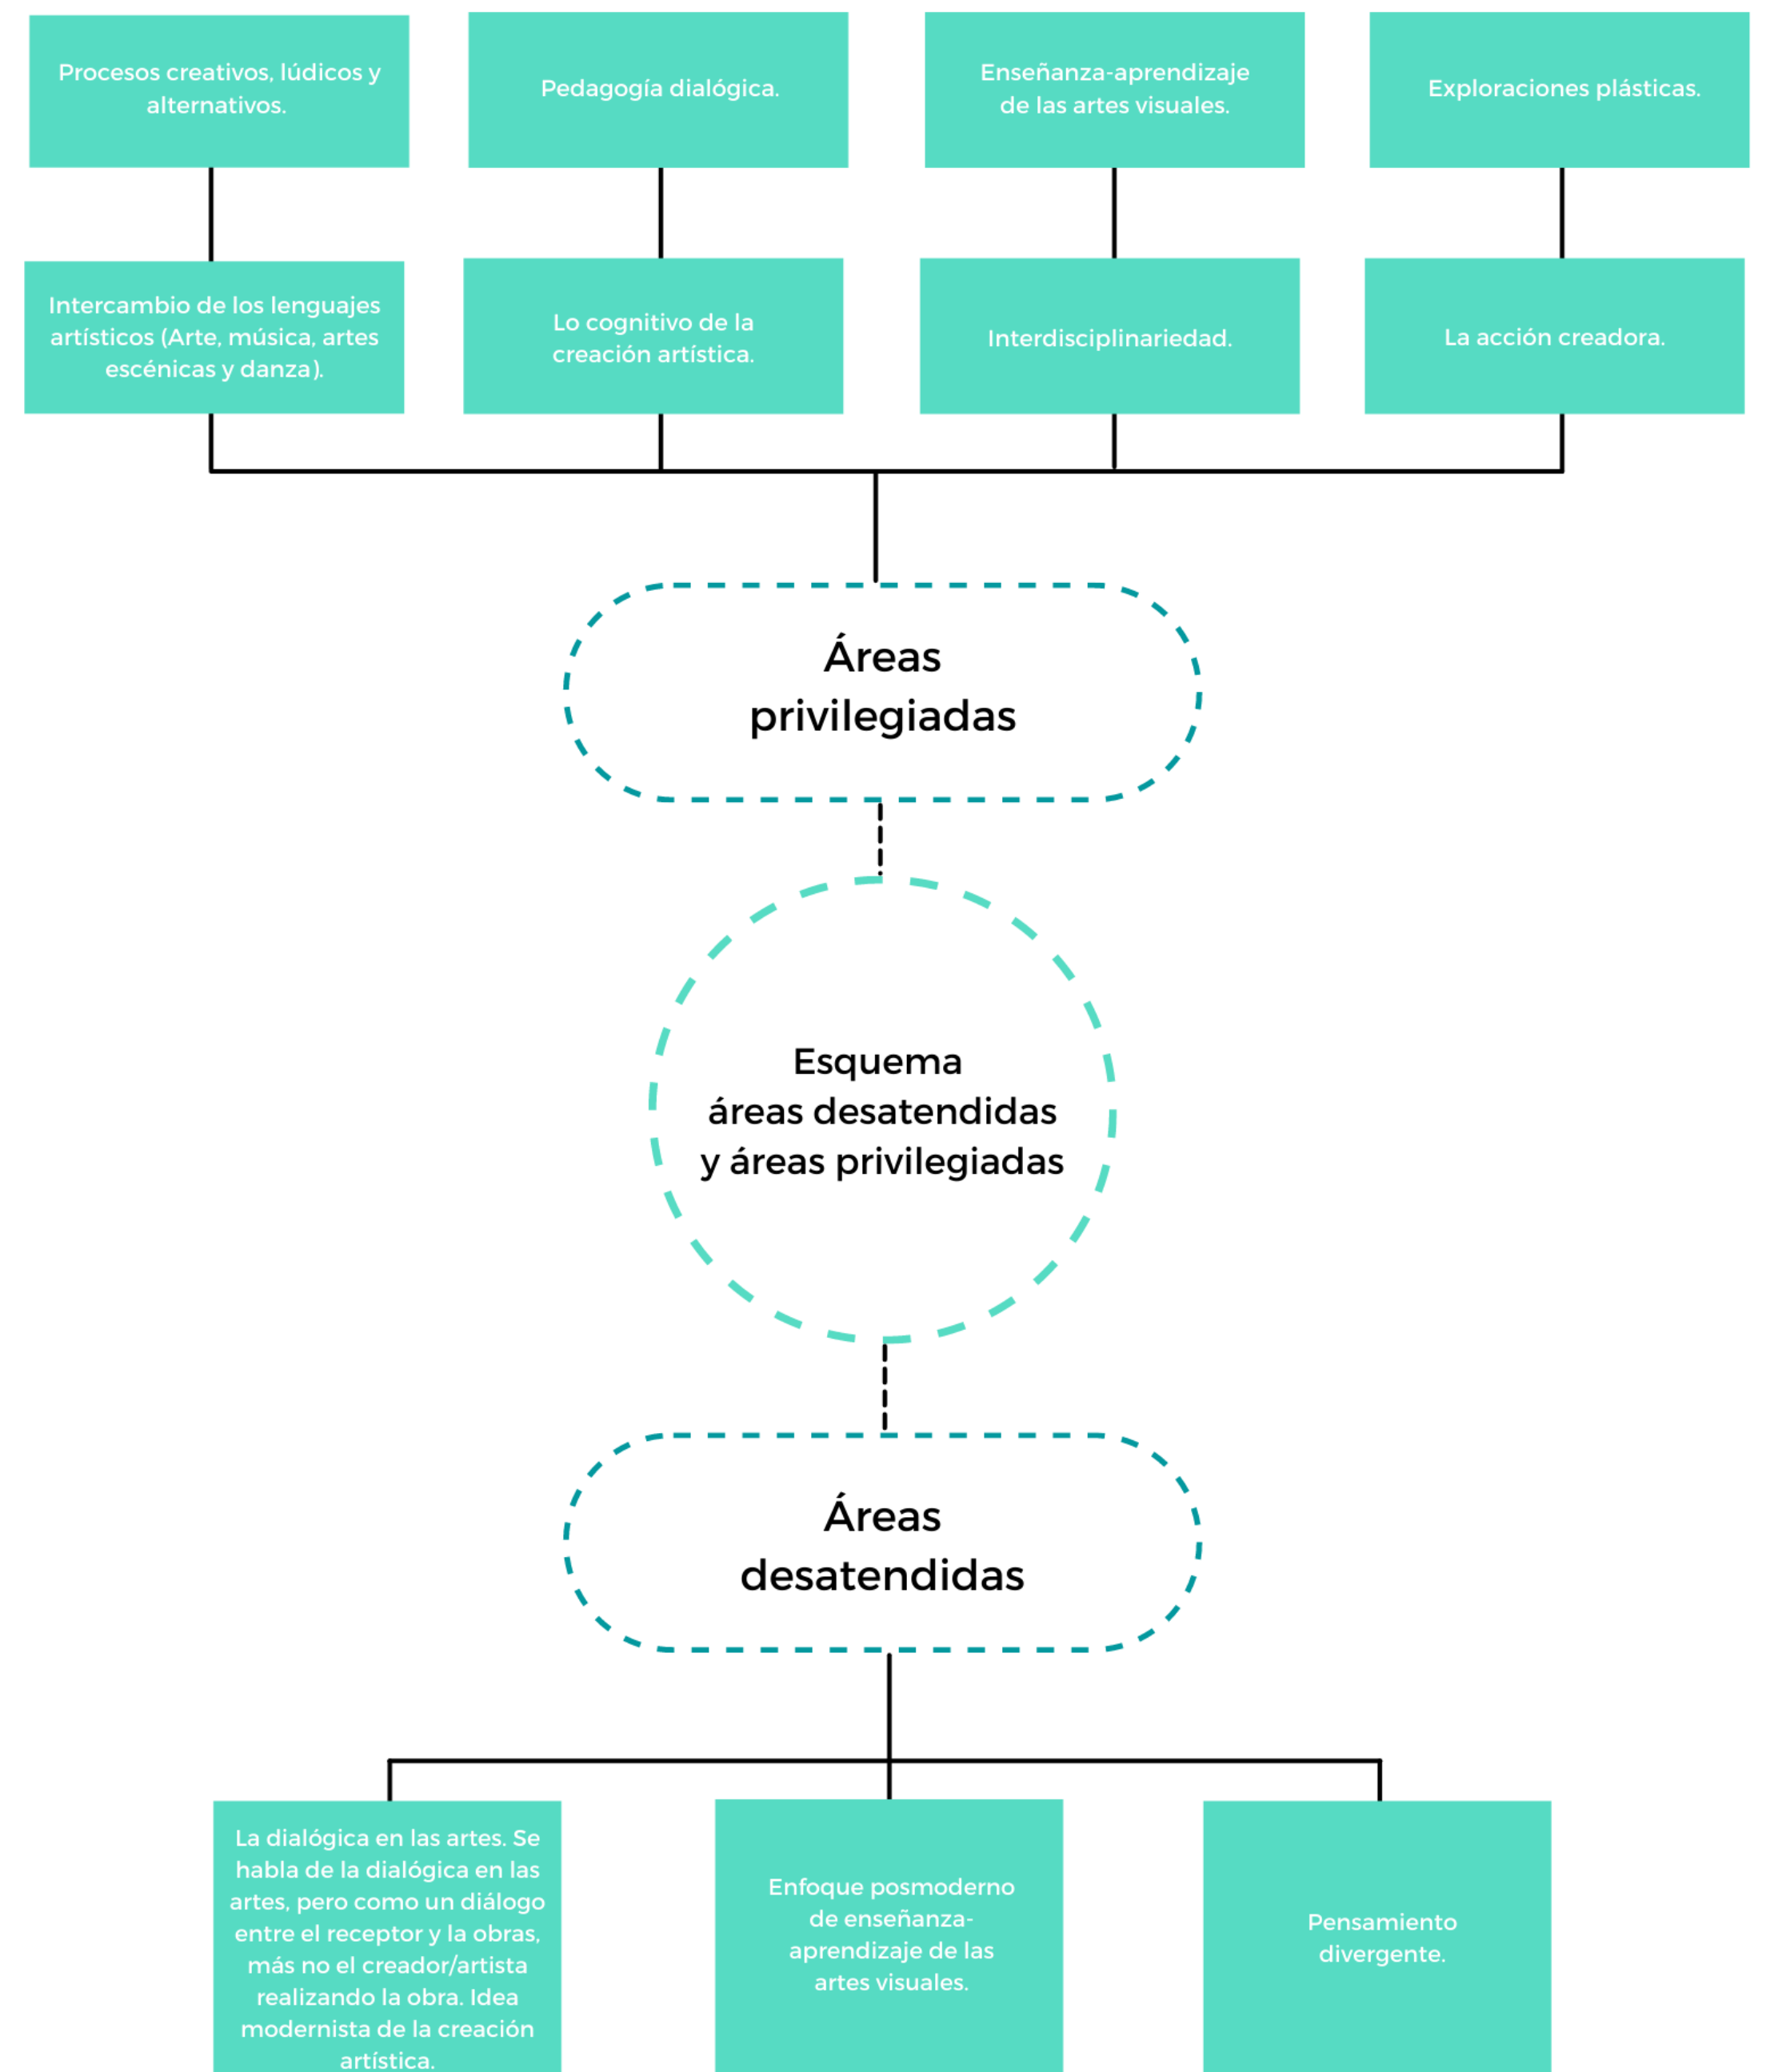 Procesos creativos, lúdicos y
alternativos.
Pedagogía dialógica.
Enseñanza-aprendizaje
de las artes visuales.
Exploraciones plásticas.
Intercambio de los lenguajes
artísticos (Arte, música, artes
escénicas y danza).
Lo cognitivo de la
creación artística.
Interdisciplinariedad.
La acción creadora.
Áreas
privilegiadas
Esquema
áreas desatendidas
y áreas privilegiadas
Áreas
desatendidas
La dialógica en las artes. Se
habla de la dialógica en las
artes, pero como un diálogo
entre el receptor y la obras,
más no el creador/artista
realizando la obra. Idea
modernista de la creación
artística.
Enfoque posmoderno
de enseñanza-
aprendizaje de las
artes visuales.
Pensamiento
divergente.